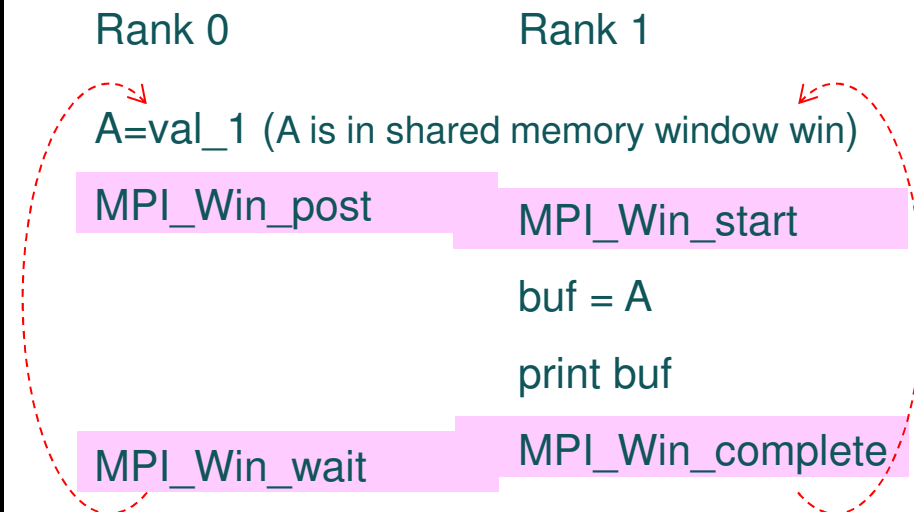 Rank 0 Rank 1
A=val_1 (A is in shared memory window win)
MPI_Win_post MPI_Win_start
buf = A
print buf
MPI_Win_wait MPI_Win_complete